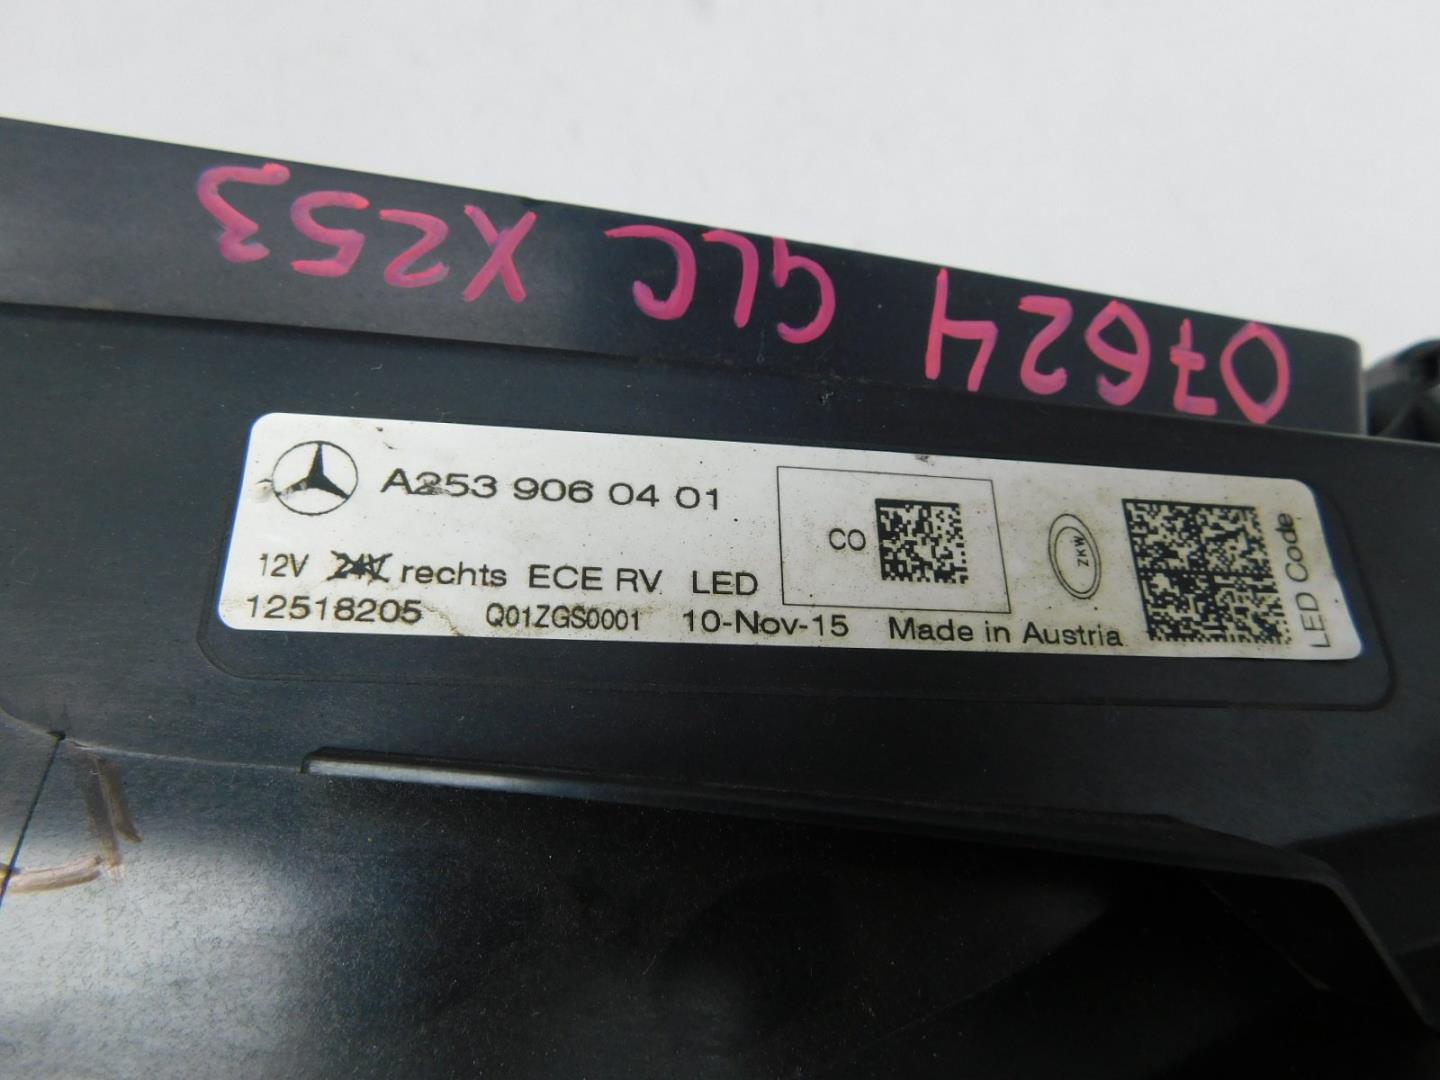 07624 GLC X253
A253 906 04 01
CO
ZKW
LED Code
12V 24V rechts ECE RV LED
12518205 Q01ZGS0001 10-Nov-15 Made in Austria